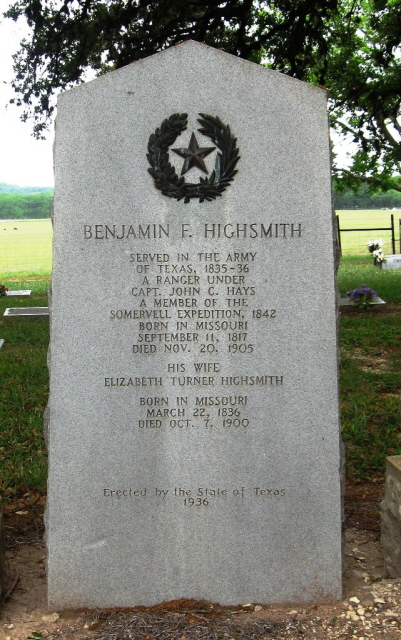 BENJAMIN F. HIGHSMITH
SERVED IN THE ARMY
OF TEXAS, 1835-36
A RANGER UNDER
CAPT. JOHN C. HAYS
A MEMBER OF THE
SOMERVELL EXPEDITION, 1842
BORN IN MISSOURI
SEPTEMBER 11, 1817
DIED NOV. 20, 1905
HIS WIFE
ELIZABETH TURNER HIGHSMITH
BORN IN MISSOURI
MARCH 22, 1836
DIED OCT. 7, 1900
Erected by the State of Texas
1936